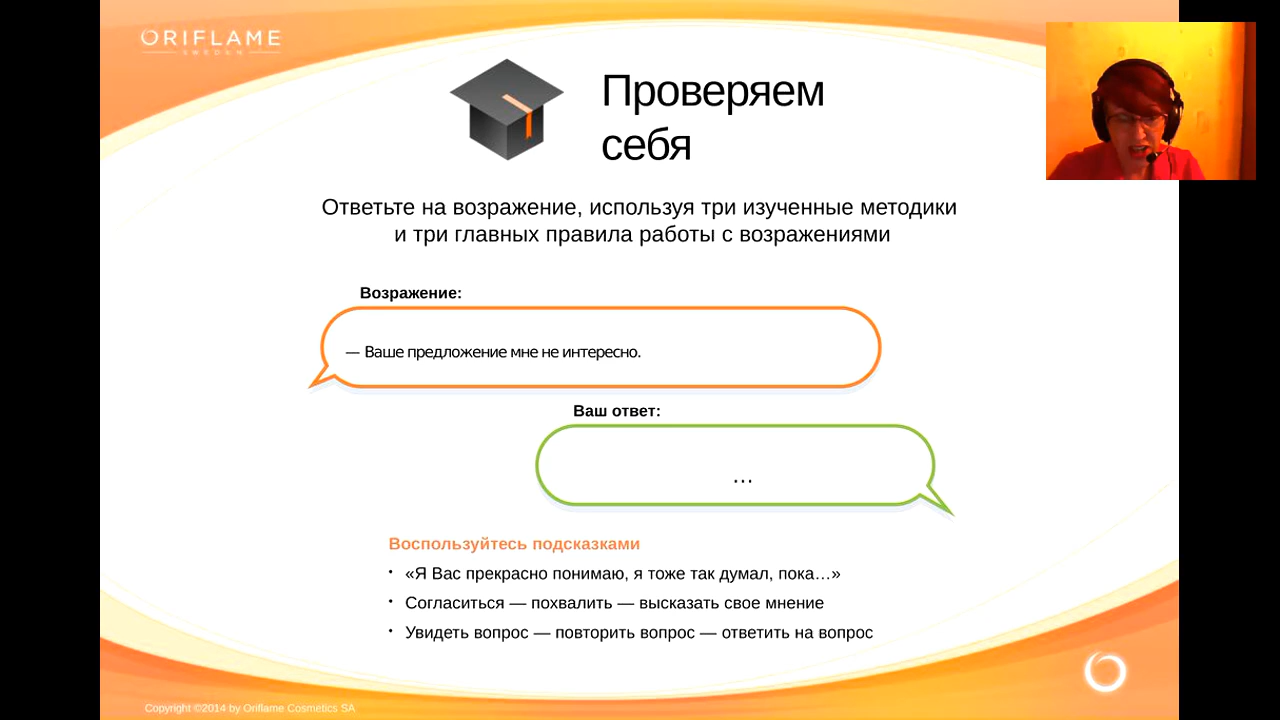 ORIFLAME
SWEDEN
Проверяем
себя
Ответьте на возражение, используя три изученные методики
и три главных правила работы с возражениями
Возражение:
— Ваше предложение мне не интересно.
Ваш ответ:
...
Воспользуйтесь подсказками
• «Я Вас прекрасно понимаю, я тоже так думал, пока...»
• Согласиться — похвалить — высказать свое мнение
• Увидеть вопрос — повторить вопрос — ответить на вопрос
Copyright ©2014 by Oriflame Cosmetics SA